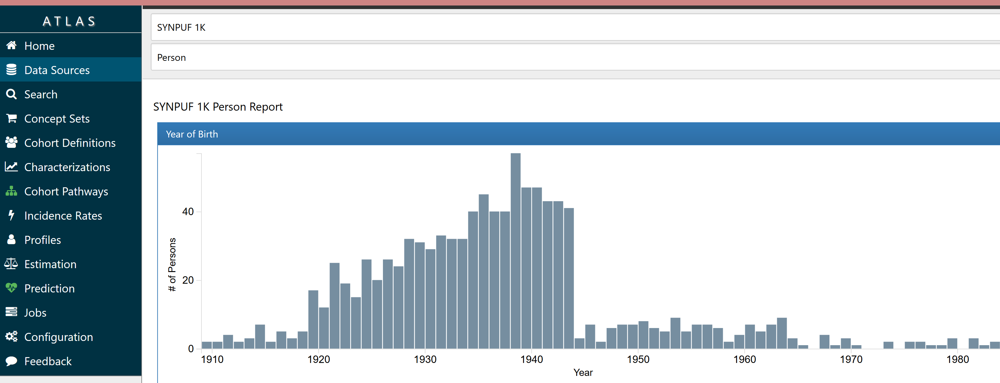 ATLAS
Home
Data Sources
Search
Concept Sets
Cohort Definitions
Characterizations
Cohort Pathways
Incidence Rates
Profiles
Estimation
Prediction
Jobs
Configuration
Feedback
SYNPUF 1K
Person
SYNPUF 1K Person Report
Year of Birth
# of Persons
40
20
0
1910 1920 1930 1940 1950 1960 1970 1980
Year